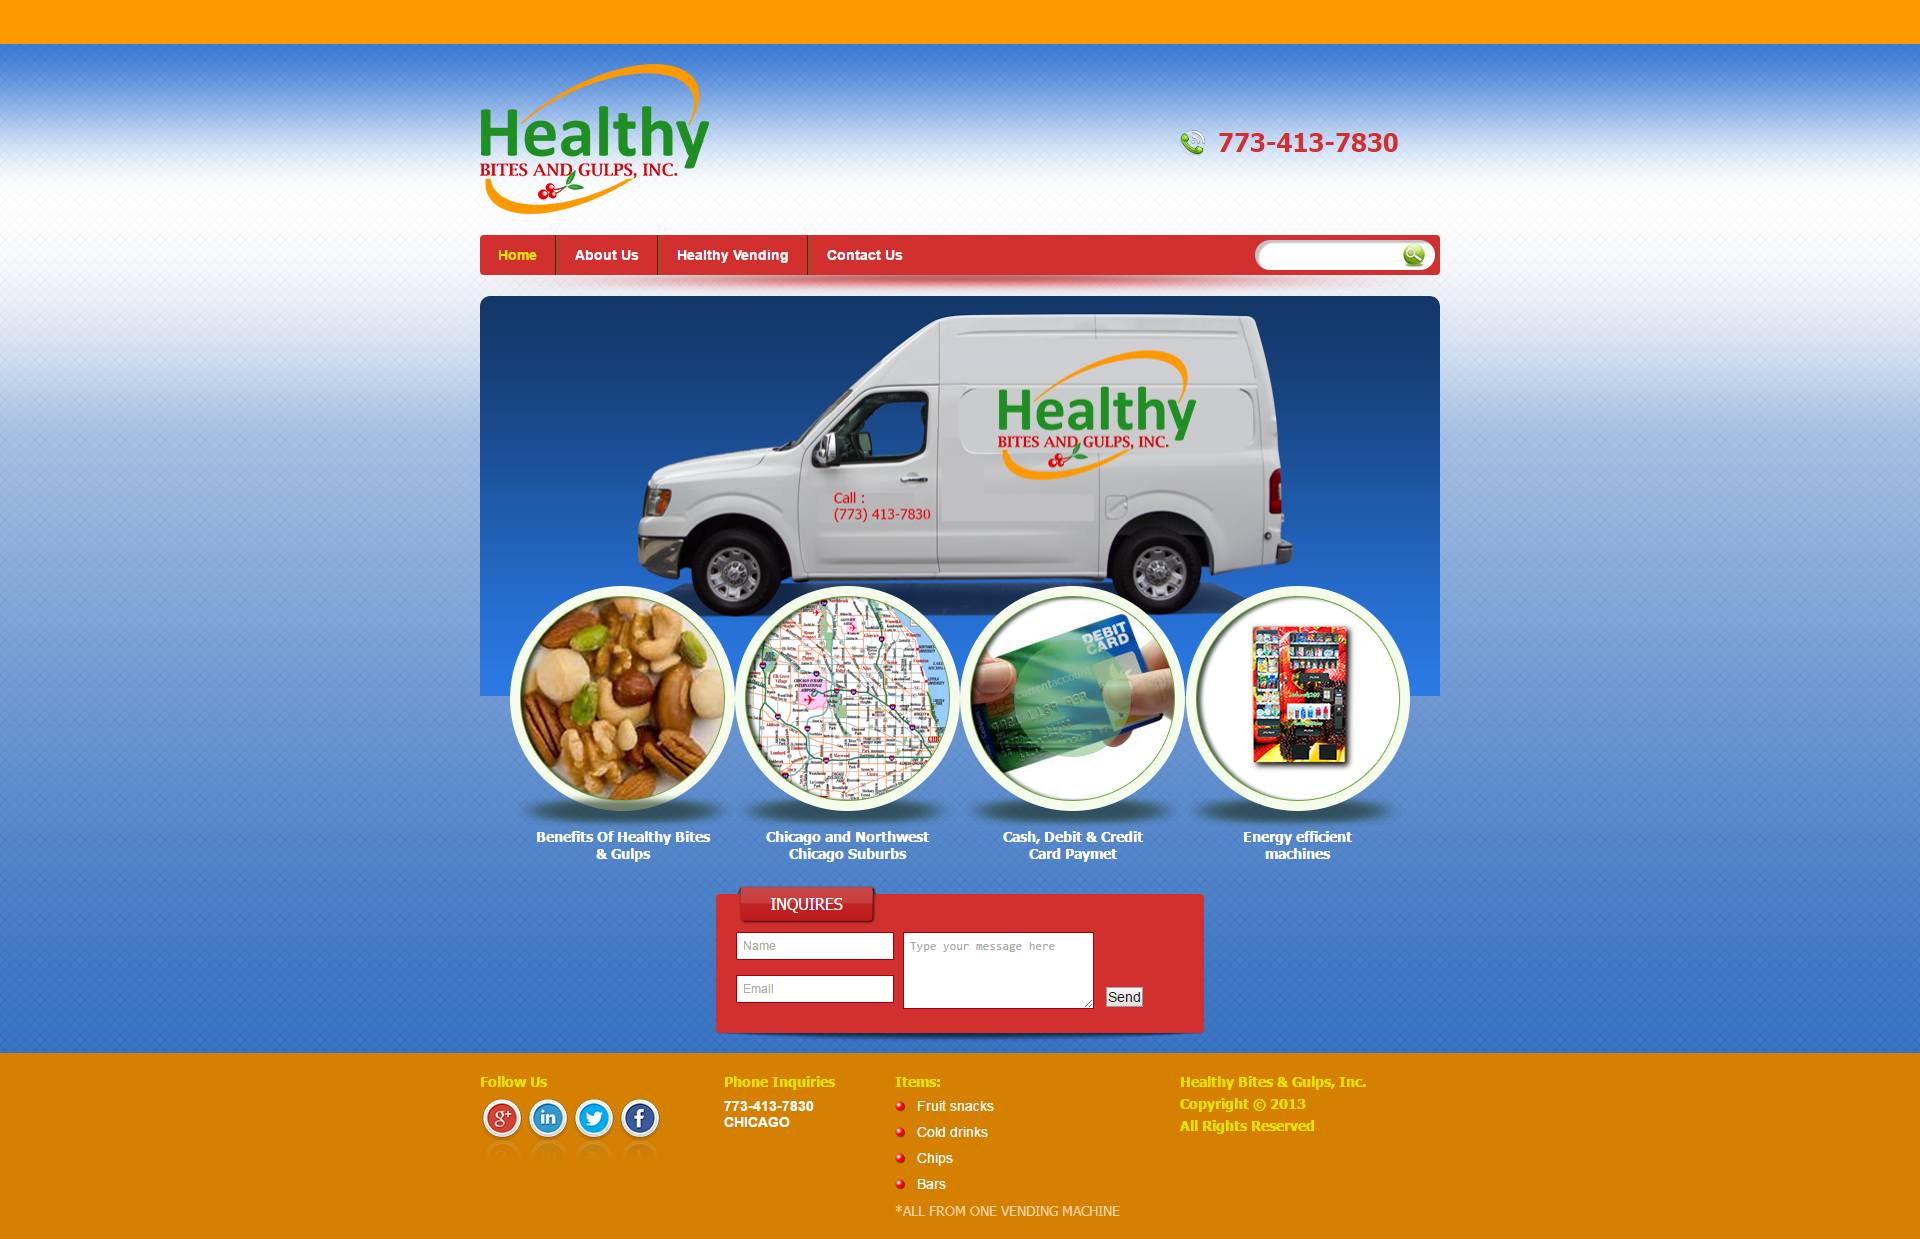 Healthy
BITES AND GULPS, INC.
773-413-7830
Home
About Us
Healthy Vending
Contact Us
Healthy
BITES AND GULPS, INC.
Call :
(773) 413-7830
DEBIT
CARD
Benefits Of Healthy Bites
& Gulps
Chicago and Northwest
Chicago Suburbs
Cash, Debit & Credit
Card Paymet
Energy efficient
machines
INQUIRES
Name
Type your message here
Email
Send
Follow Us
g+
in
f
Phone Inquiries
773-413-7830
CHICAGO
Items:
Fruit snacks
Cold drinks
Chips
Bars
*ALL FROM ONE VENDING MACHINE
Healthy Bites & Gulps, Inc.
Copyright © 2013
All Rights Reserved